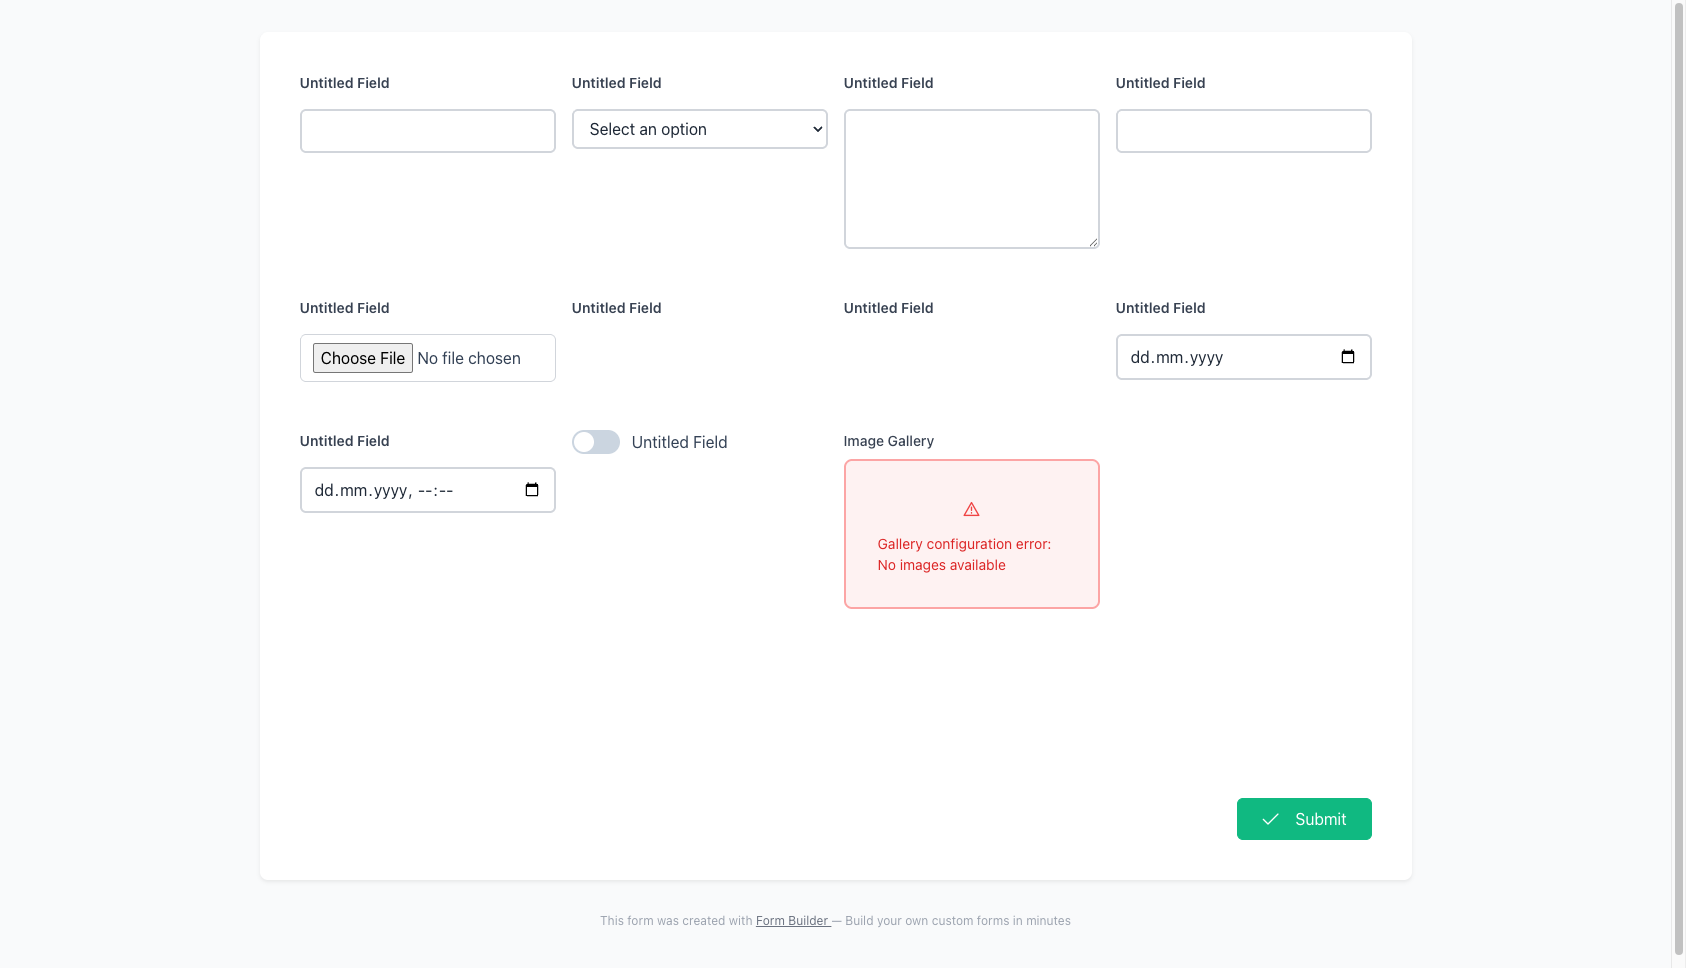 Untitled Field
Untitled Field
Untitled Field
Untitled Field
Select an option
Untitled Field
Untitled Field
Untitled Field
Untitled Field
Choose File No file chosen
dd.mm.yyyy
Untitled Field
Untitled Field
Image Gallery
dd.mm.yyyy, --:--
Gallery configuration error:
No images available
Submit
This form was created with Form Builder — Build your own custom forms in minutes